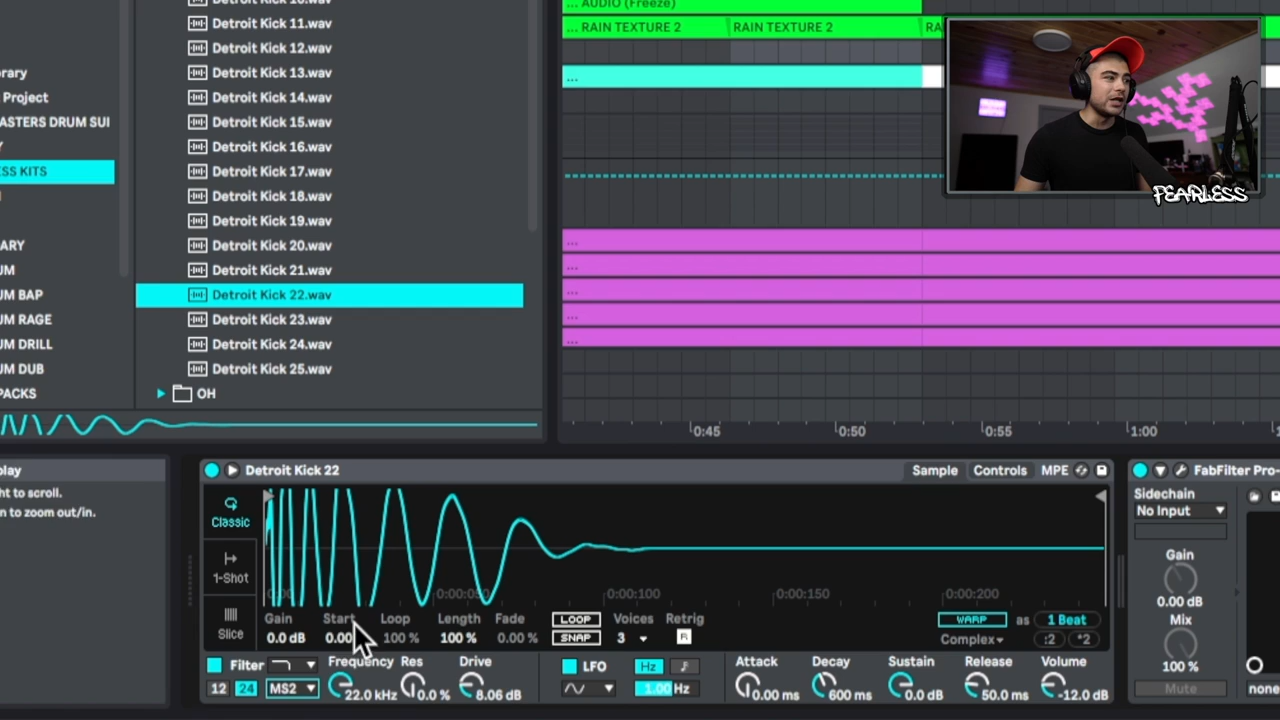 ... AUDIO (Freeze)
... RAIN TEXTURE 2
RAIN TEXTURE 2
RA
Detroit Kick 11.wav
Detroit Kick 12.wav
Detroit Kick 13.wav
Detroit Kick 14.wav
Detroit Kick 15.wav
Detroit Kick 16.wav
Detroit Kick 17.wav
Detroit Kick 18.wav
Detroit Kick 19.wav
Detroit Kick 20.wav
Detroit Kick 21.wav
Detroit Kick 22.wav
Detroit Kick 23.wav
Detroit Kick 24.wav
Detroit Kick 25.wav
OH
rary
Project
ASTERS DRUM SUI
SS KITS
ARY
UM
UM BAP
UM RAGE
UM DRILL
UM DUB
PACKS
...
...
...
...
...
...
FEARLESS
0:45
0:50
0:55
1:00
play
ht to scroll.
n to zoom out/in.
Detroit Kick 22
Sample Controls MPE
Classic
1-Shot
Slice
0:00:100
0:00:150
0:00:200
Gain Start Loop Length Fade LOOP Voices Retrig
0.0 dB 0.00 100 % 100 % 0.00 % SNAP 3 R
WARP as 1 Beat
Complex :2 *2
Filter Frequency Res Drive
12 24 MS2 22.0 kHz 0.0 % 8.06 dB
LFO Hz
1.00 Hz
Attack Decay Sustain Release Volume
0.00 ms 600 ms 0.0 dB 50.0 ms -12.0 dB
FabFilter Pro-
Sidechain
No Input
Gain
0.00 dB
Mix
100 %
Mute
none